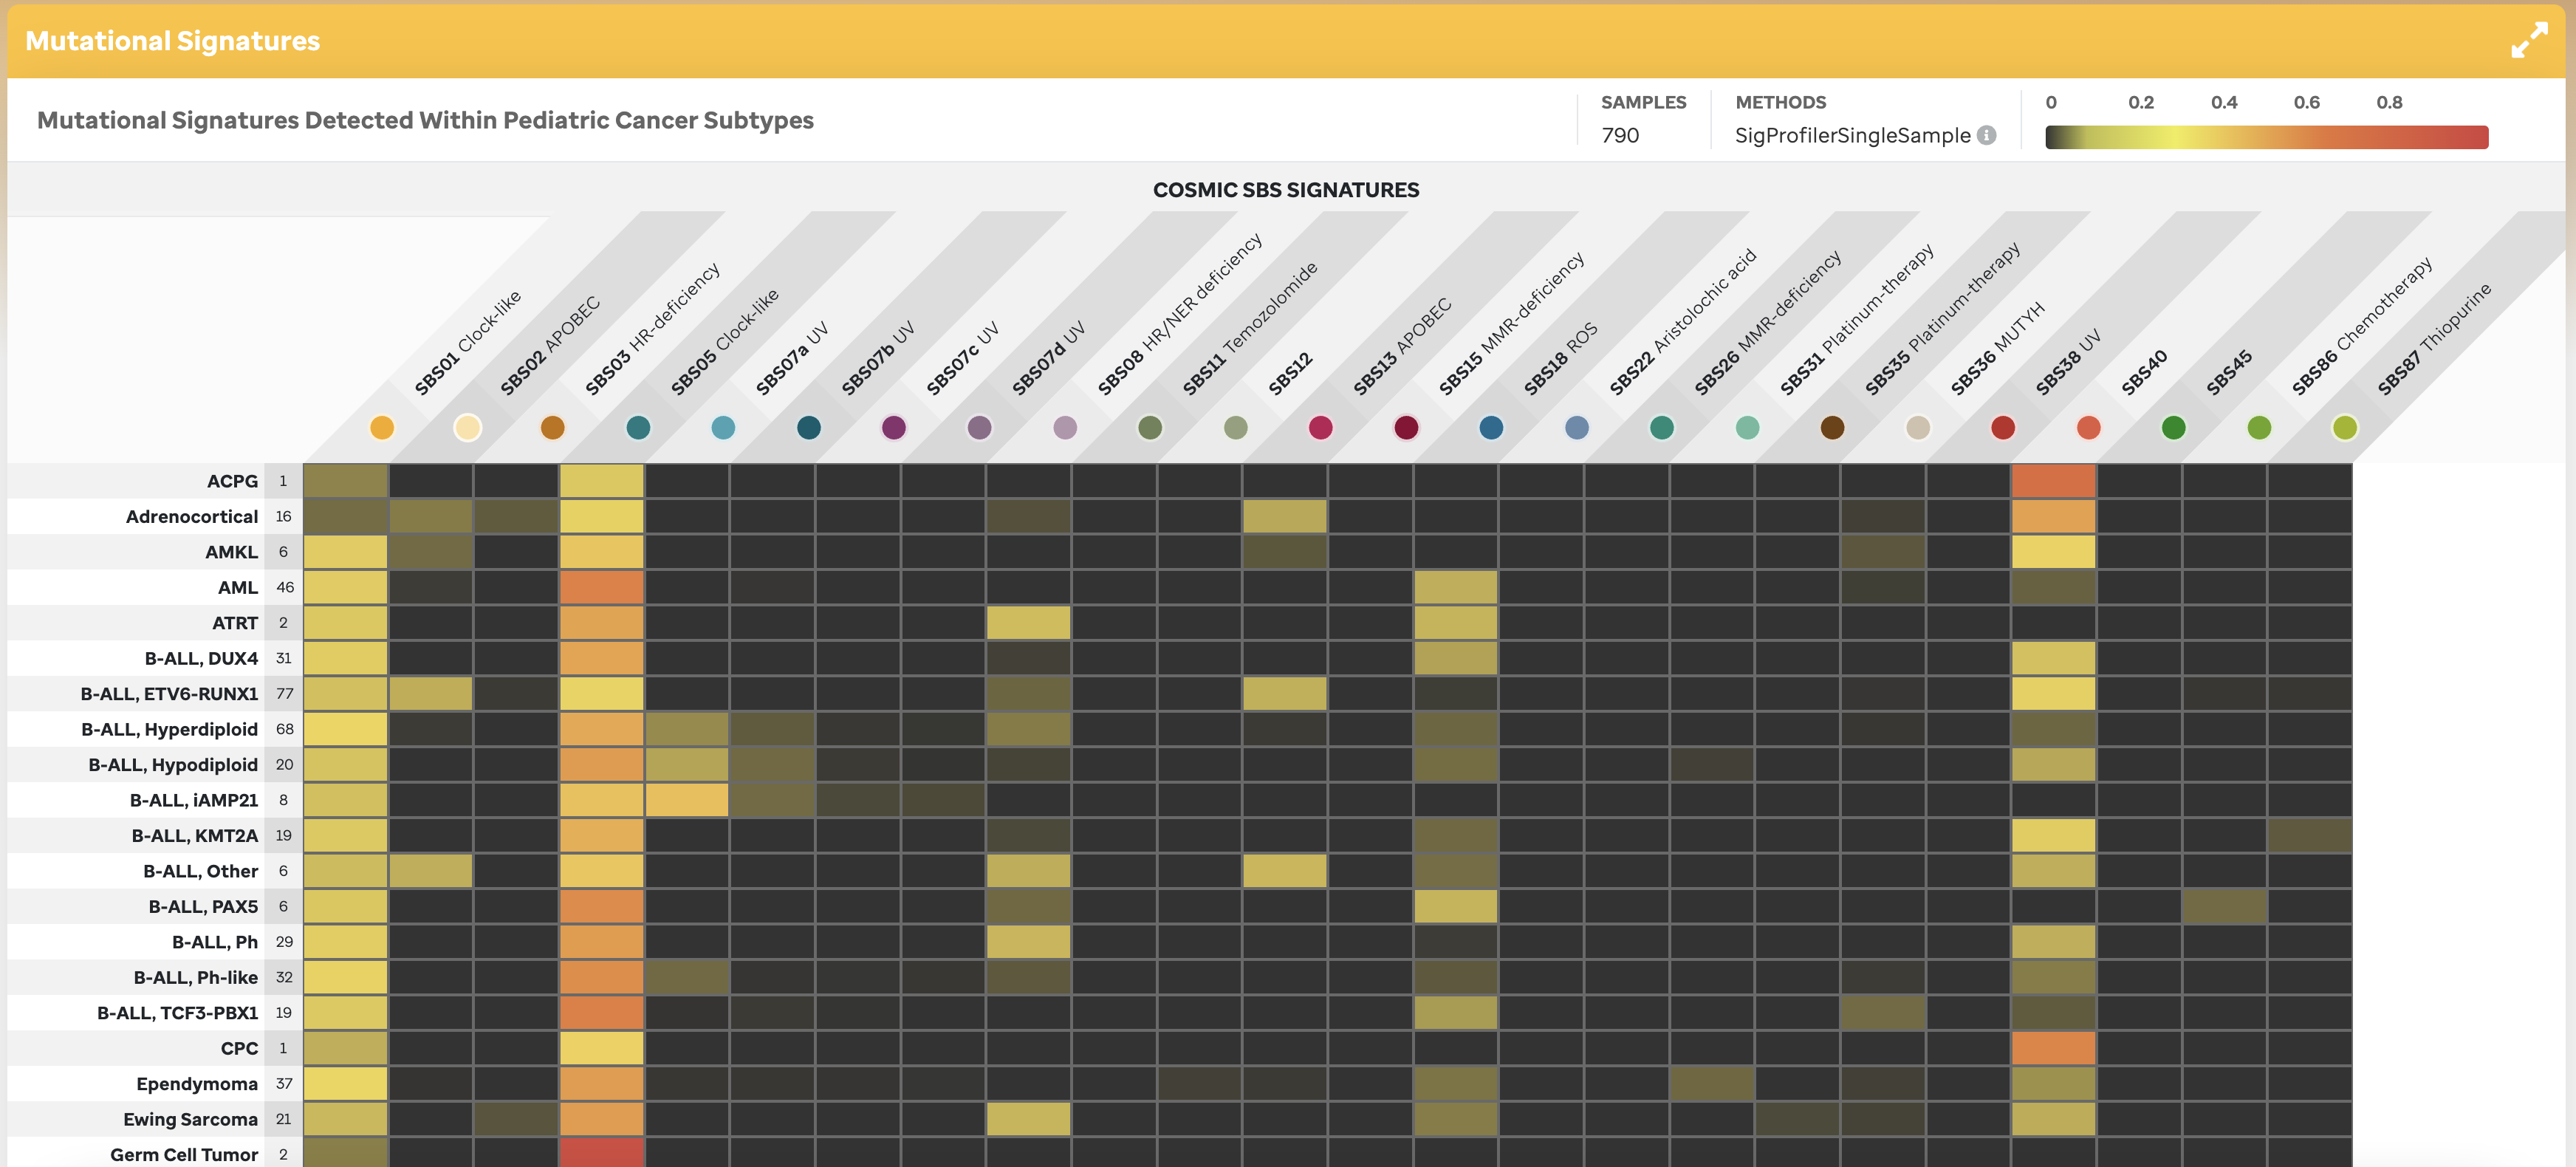 Mutational Signatures
Mutational Signatures Detected Within Pediatric Cancer Subtypes
SAMPLES
790
METHODS
SigProfilerSingleSample
0 0.2 0.4 0.6 0.8
COSMIC SBS SIGNATURES
SBS01 Clock-like
SBS02 APOBEC
SBS03 HR-deficiency
SBS05 Clock-like
SBS07a UV
SBS07b UV
SBS07c UV
SBS07d UV
SBS08 HR/NER deficiency
SBS11 Temozolomide
SBS12
SBS13 APOBEC
SBS15 MMR-deficiency
SBS18 ROS
SBS22 Aristolochic acid
SBS26 MMR-deficiency
SBS31 Platinum-therapy
SBS35 Platinum-therapy
SBS36 MUTYH
SBS38 UV
SBS40
SBS45
SBS86 Chemotherapy
SBS87 Thiopurine
ACPG 1
Adrenocortical 16
AMKL 6
AML 46
ATRT 2
B-ALL, DUX4 31
B-ALL, ETV6-RUNX1 77
B-ALL, Hyperdiploid 68
B-ALL, Hypodiploid 20
B-ALL, iAMP21 8
B-ALL, KMT2A 19
B-ALL, Other 6
B-ALL, PAX5 6
B-ALL, Ph 29
B-ALL, Ph-like 32
B-ALL, TCF3-PBX1 19
CPC 1
Ependymoma 37
Ewing Sarcoma 21
Germ Cell Tumor 2